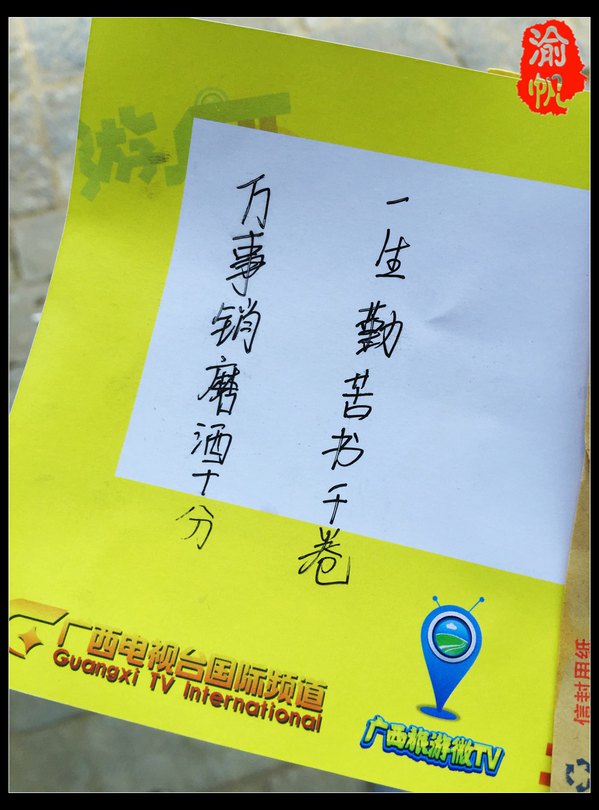 渝帆
一生勤苦书千卷
万事销磨酒十分
广西电视台国际频道
Guangxi TV International
广西旅游微TV
信封用纸